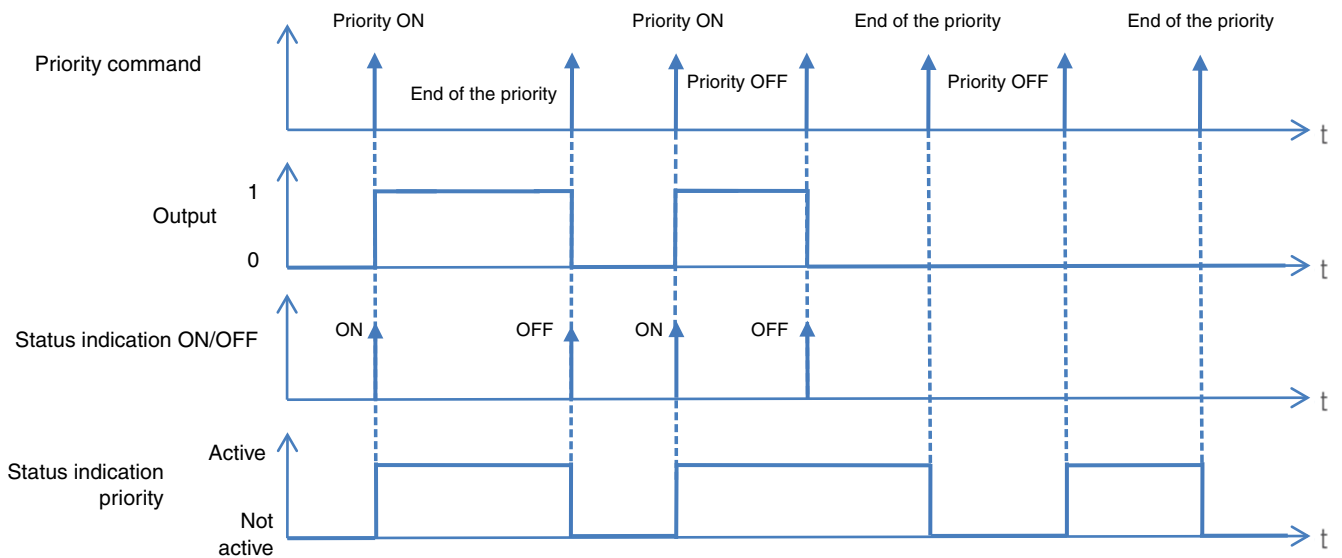 Priority ON
Priority ON
End of the priority
End of the priority
Priority command
End of the priority
Priority OFF
Priority OFF
t
1
Output
0
t
Status indication ON/OFF
ON
OFF
ON
OFF
t
Active
Status indication
priority
Not
active
t